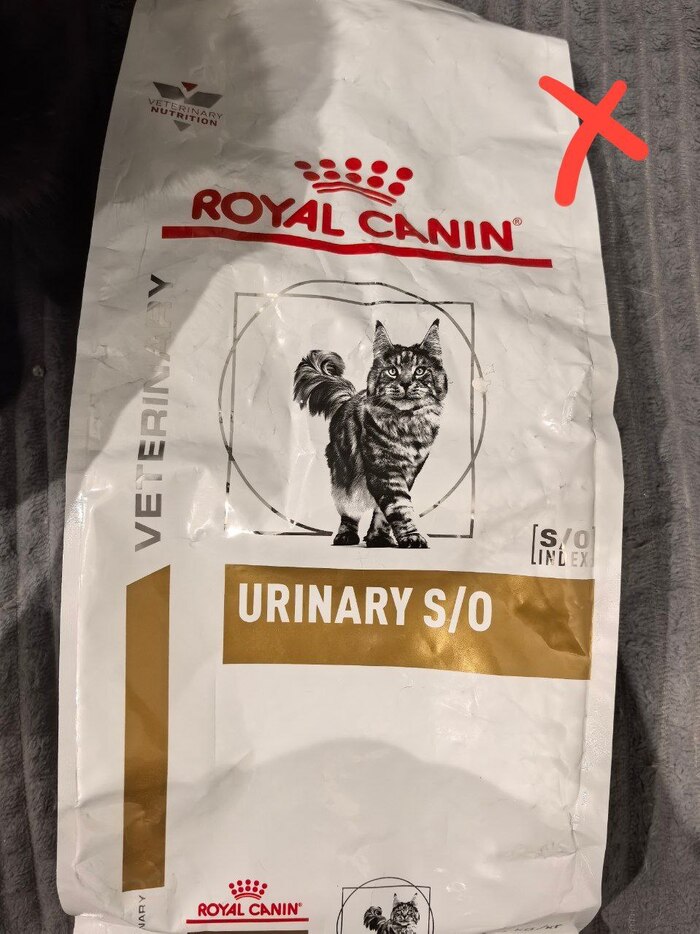 VETERINARY
NUTRITION
ROYAL CANIN®
VETERINARY
[S/O
INDEX
URINARY S/O
ROYAL CANIN®